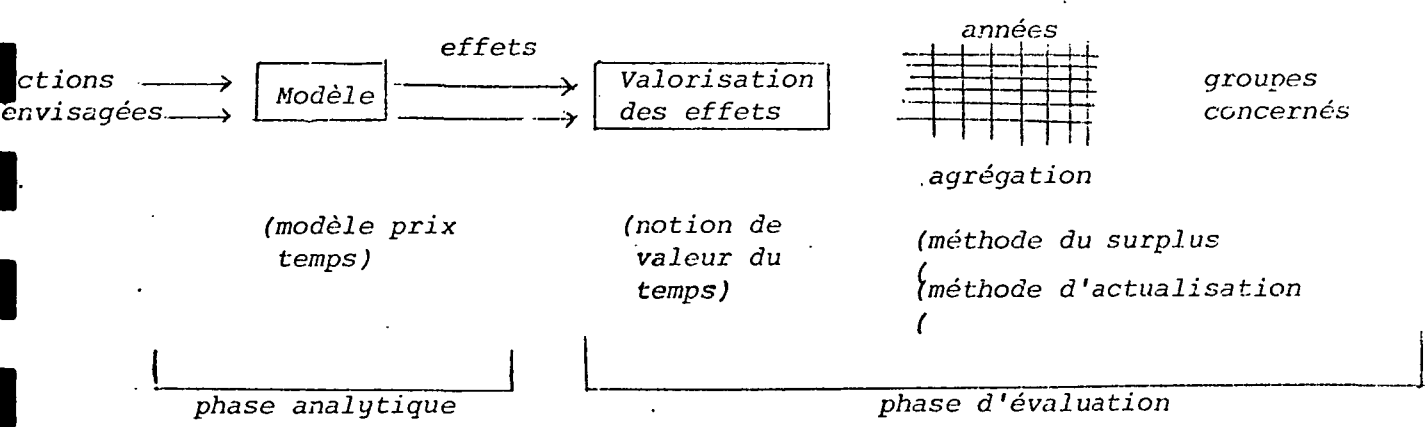 années
effets
ctions
envisagées
Modèle
Valorisation
des effets
groupes
concernés
agrégation
(modèle prix
temps)
(notion de
valeur du
temps)
(méthode du surplus
(
(méthode d'actualisation
(
phase analytique
phase d'évaluation